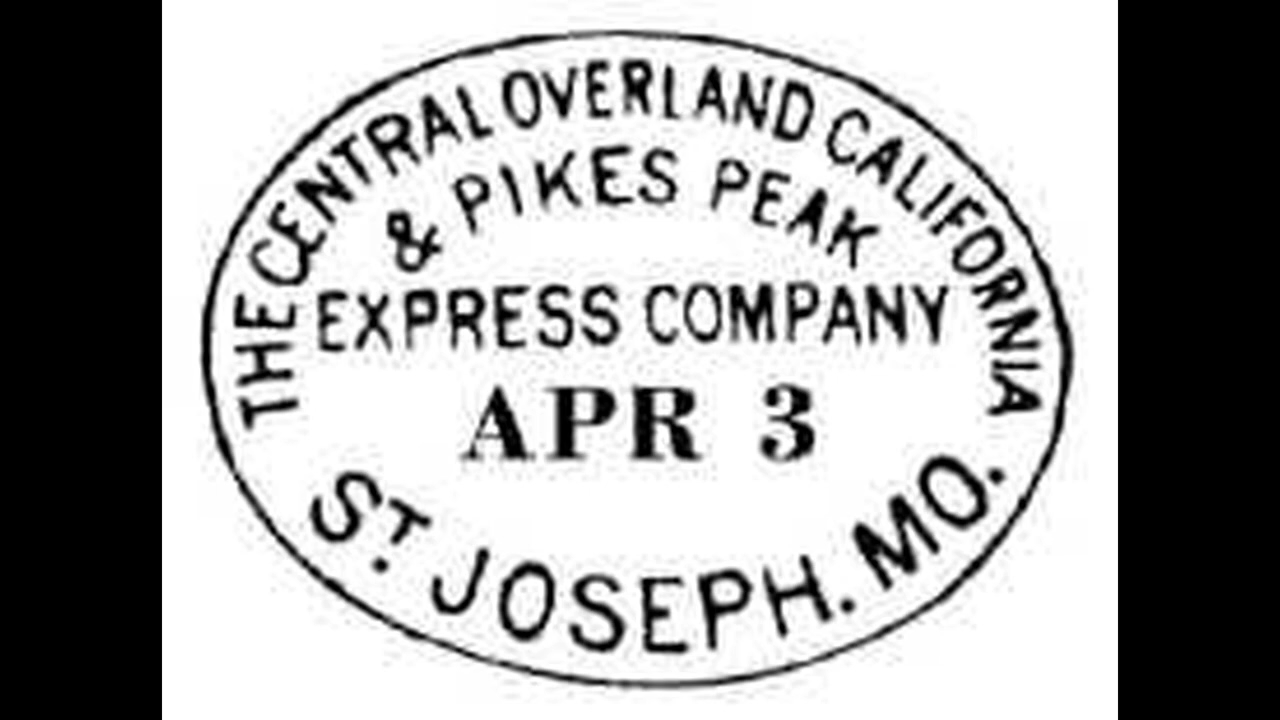 THE CENTRAL OVERLAND CALIFORNIA
& PIKES PEAK
EXPRESS COMPANY
APR 3
ST. JOSEPH. MO.